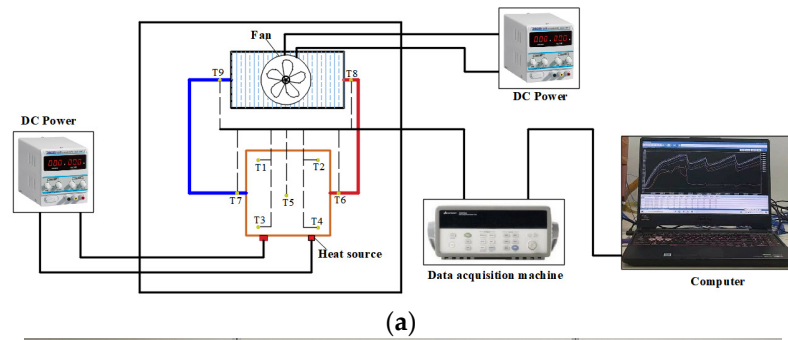 Fan
T9
T8
DC Power
DC Power
T1
T2
T5
T7
T6
T3
T4
Heat source
Data acquisition machine
Computer
(a)